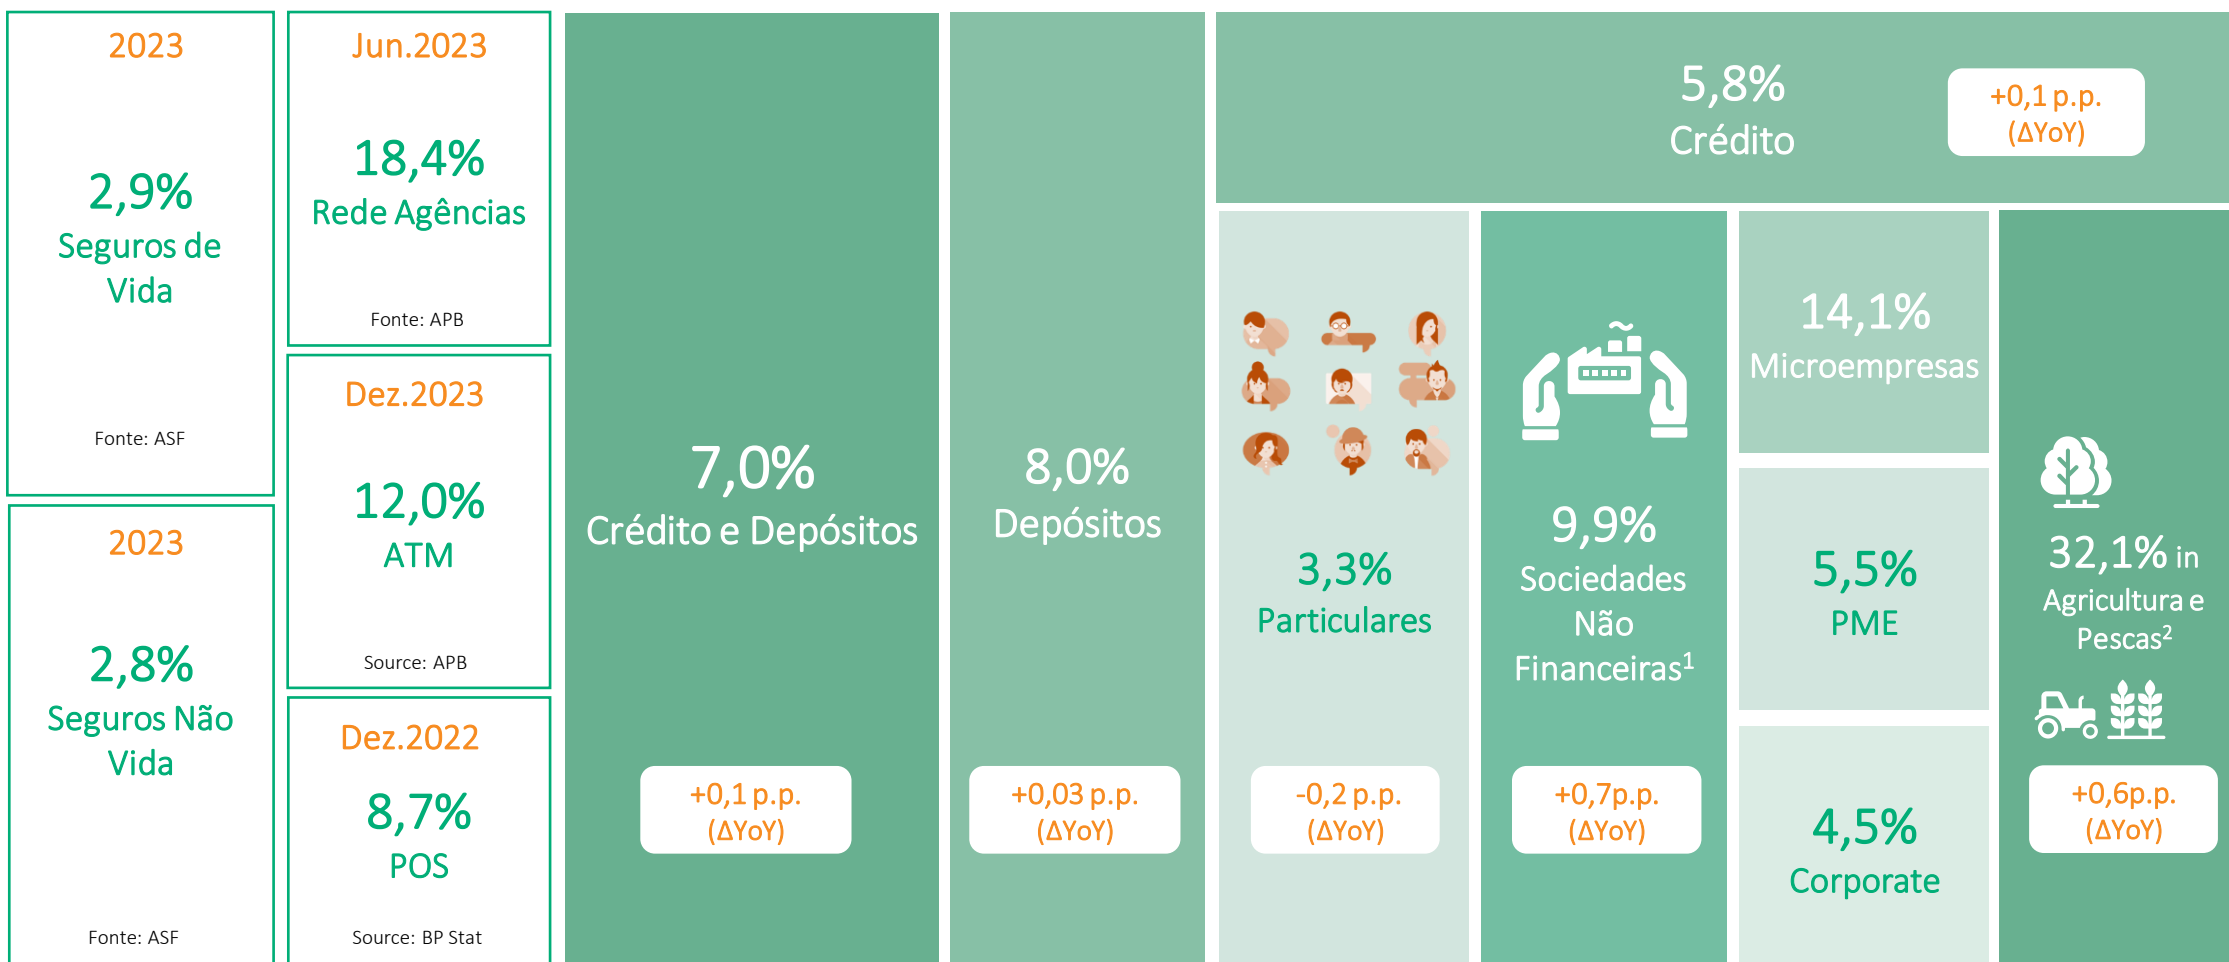 2023
2,9%
Seguros de
Vida
Fonte: ASF
2023
2,8%
Seguros Não
Vida
Fonte: ASF
Jun.2023
18,4%
Rede Agências
Fonte: APB
Dez.2023
12,0%
ATM
Source: APB
Dez.2022
8,7%
POS
Source: BP Stat
7,0%
Crédito e Depósitos
+0,1 p.p.
(ΔYoY)
8,0%
Depósitos
+0,03 p.p.
(ΔYoY)
5,8%
Crédito
+0,1 p.p.
(ΔYoY)
3,3%
Particulares
-0,2 p.p.
(ΔYoY)
9,9%
Sociedades
Não
Financeiras¹
+0,7p.p.
(ΔYoY)
14,1%
Microempresas
5,5%
PME
4,5%
Corporate
32,1% in
Agricultura e
Pescas²
+0,6p.p.
(ΔYoY)